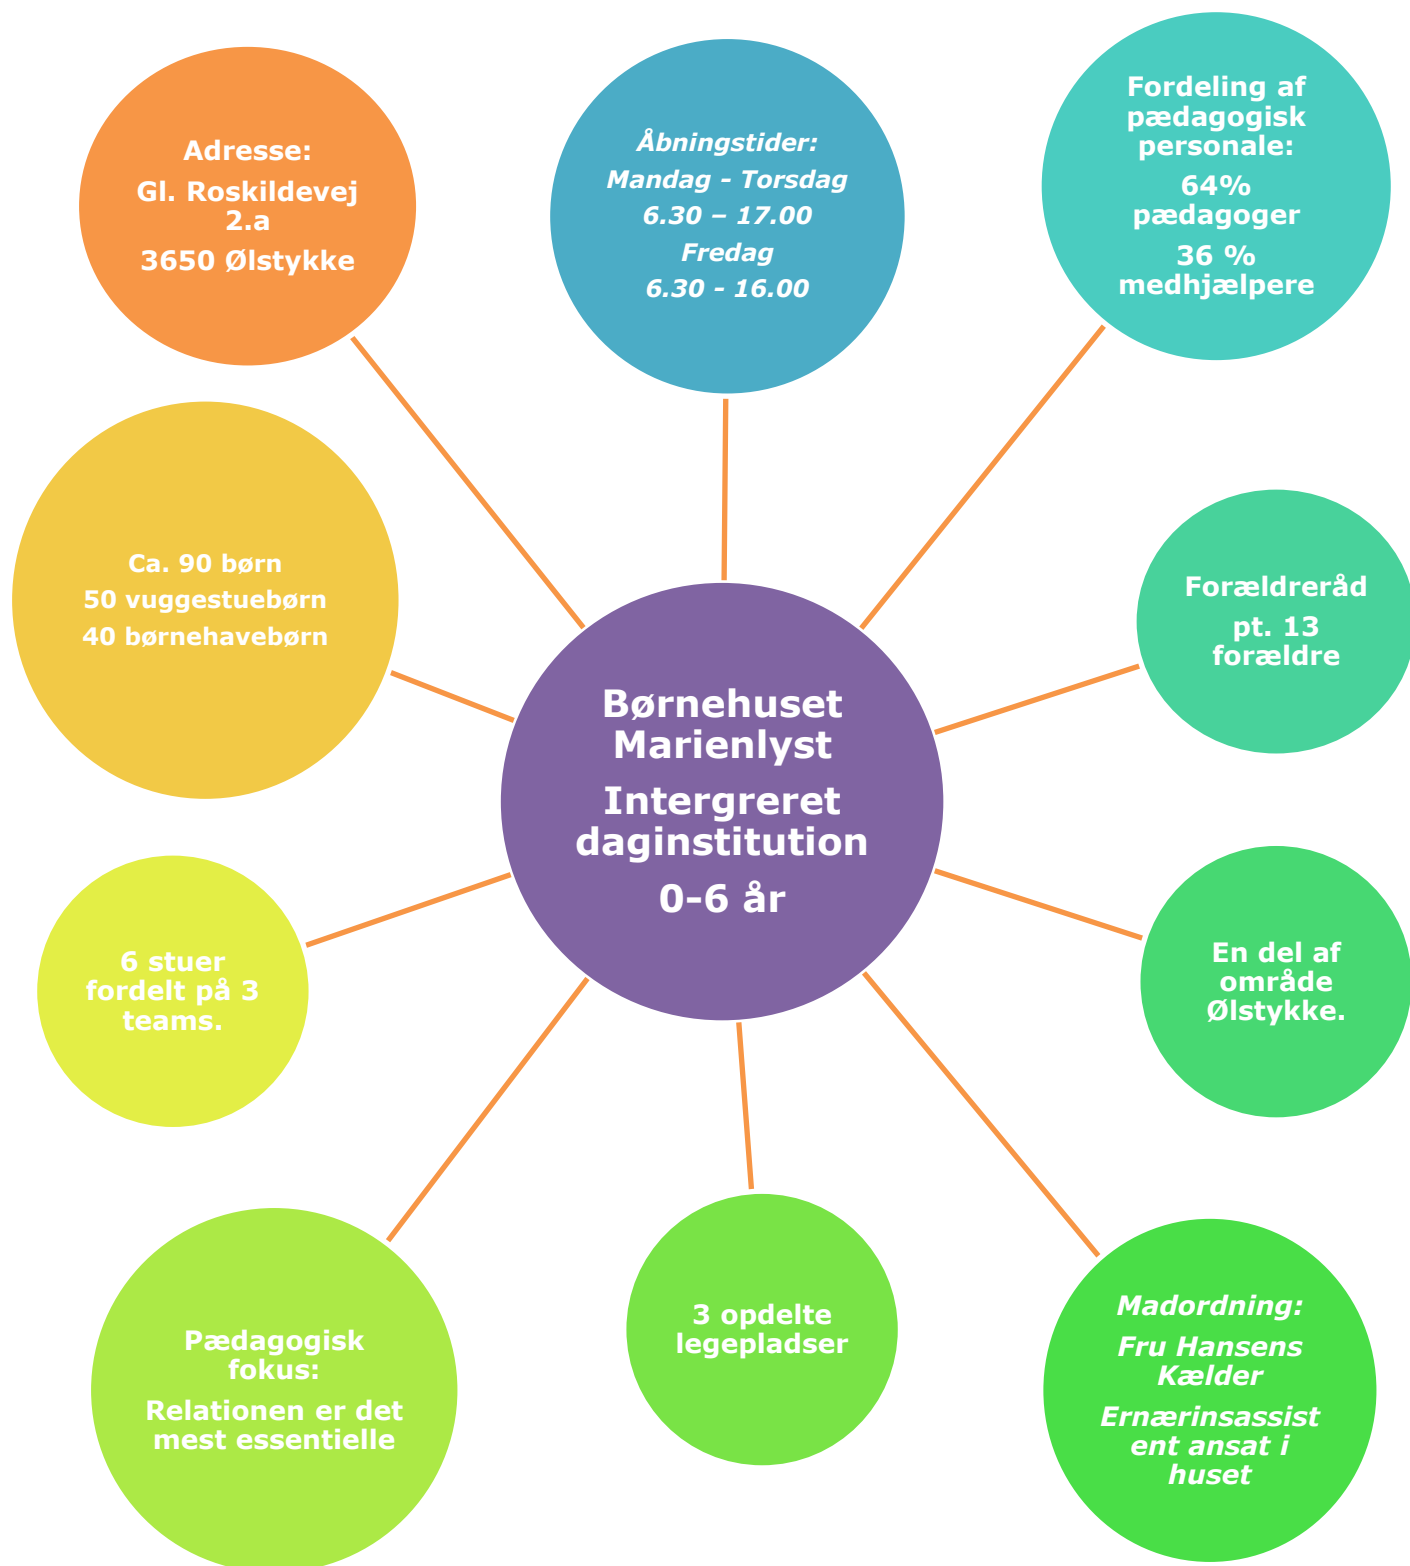 Adresse:
Gl. Roskildevej
2.a
3650 Ølstykke
Åbningstider:
Mandag – Torsdag
6.30 – 17.00
Fredag
6.30 – 16.00
Fordeling af
pædagogisk
personale:
64%
pædagoger
36 %
medhjælpere
Ca. 90 børn
50 vuggestuebørn
40 børnehavebørn
Forældreråd
pt. 13
forældre
Børnehuset
Marienlyst
Intergreret
daginstitution
0–6 år
6 stuer
fordelt på 3
teams.
En del af
område
Ølstykke.
Pædagogisk
fokus:
Relationen er det
mest essentielle
3 opdelte
legepladser
Madordning:
Fru Hansens
Kælder
Ernærinsassist
ent ansat i
huset